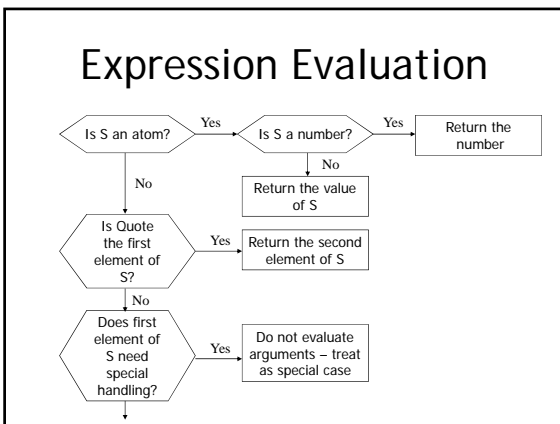 Expression Evaluation
Is S an atom?
Yes
Is S a number?
Yes
Return the
number
No
No
Return the value
of S
Is Quote
the first
element of
S?
Yes
Return the second
element of S
No
Does first
element of
S need
special
handling?
Yes
Do not evaluate
arguments – treat
as special case